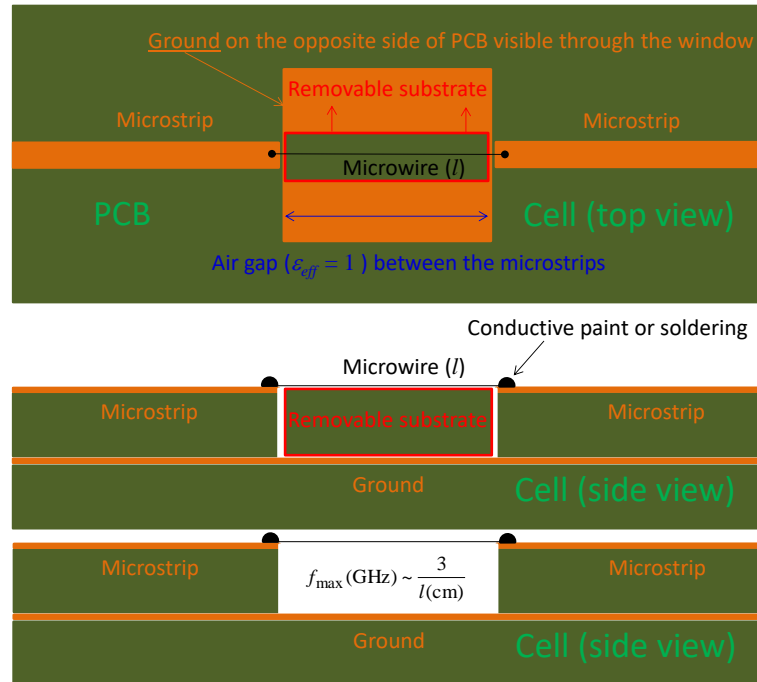 Ground on the opposite side of PCB visible through the window
Removable substrate
Microstrip Microstrip
Microwire (l)
PCB Cell (top view)
Air gap (εeff = 1 ) between the microstrips
Conductive paint or soldering
Microwire (l)
Microstrip Removable substrate Microstrip
Ground Cell (side view)
Microstrip fmax(GHz) ~ 3/l(cm) Microstrip
Ground Cell (side view)